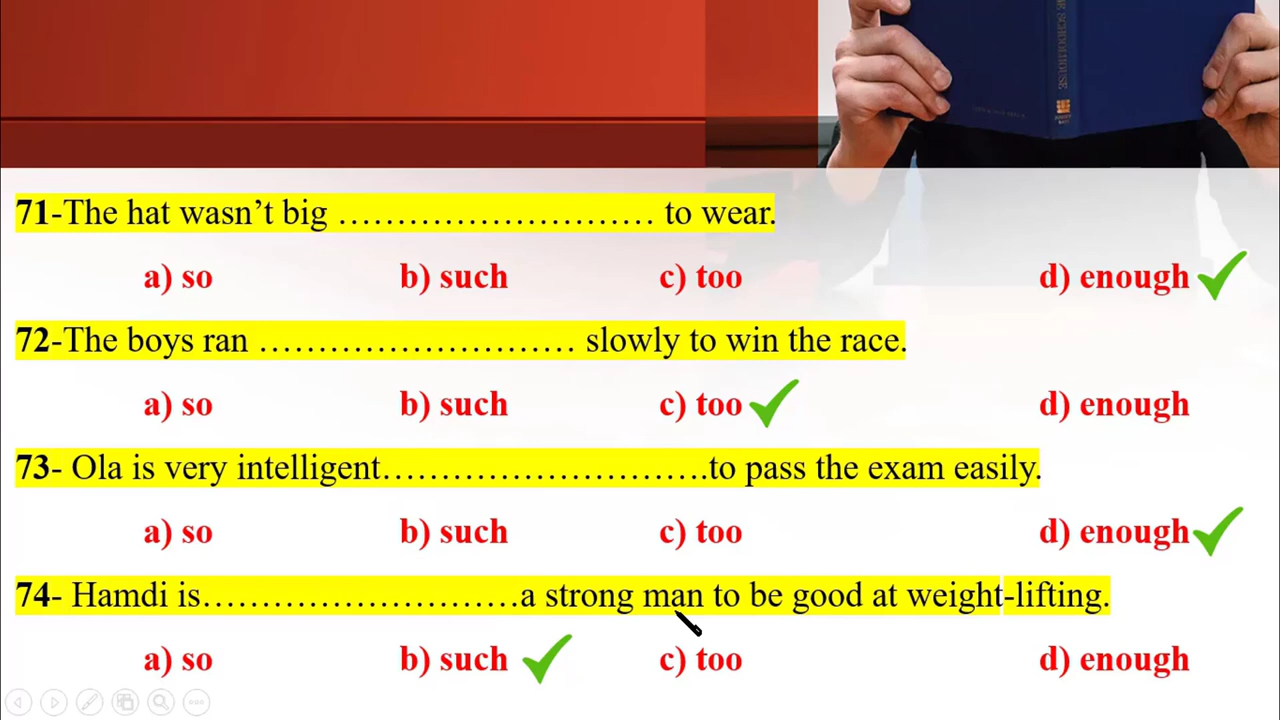 71-The hat wasn’t big ........................... to wear.
a) so b) such c) too d) enough
72-The boys ran ........................... slowly to win the race.
a) so b) such c) too d) enough
73- Ola is very intelligent............................to pass the exam easily.
a) so b) such c) too d) enough
74- Hamdi is...........................a strong man to be good at weight-lifting.
a) so b) such c) too d) enough